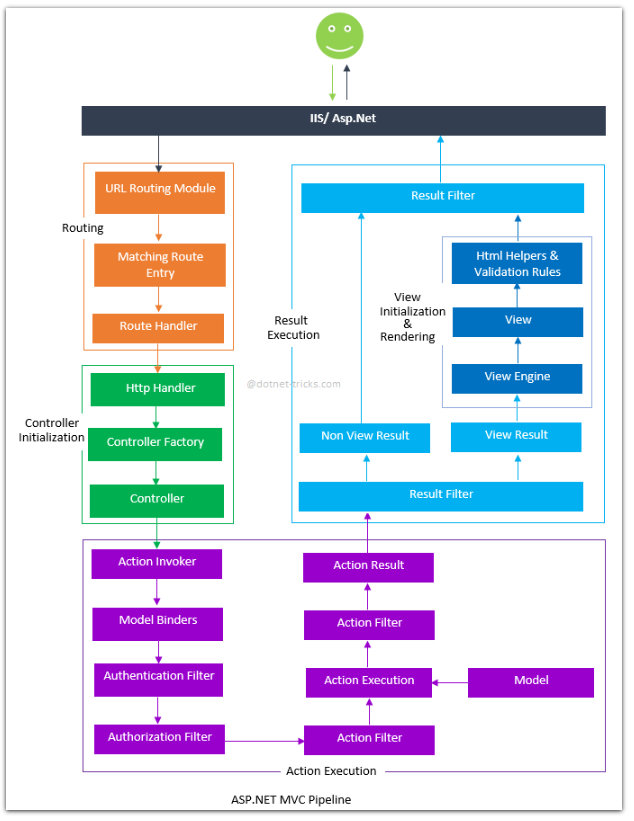 IIS/ Asp.Net
URL Routing Module
Routing
Matching Route
Entry
Route Handler
Http Handler
Controller
Initialization
Controller Factory
Controller
Action Invoker
Model Binders
Authentication Filter
Authorization Filter
Action Filter
Action Execution
Model
Action Filter
Action Result
Action Execution
Result Filter
Non View Result
View Result
Result
Execution
View Engine
View
Html Helpers &
Validation Rules
View
Initialization
&
Rendering
Result Filter
@dotnet-tricks.com
ASP.NET MVC Pipeline